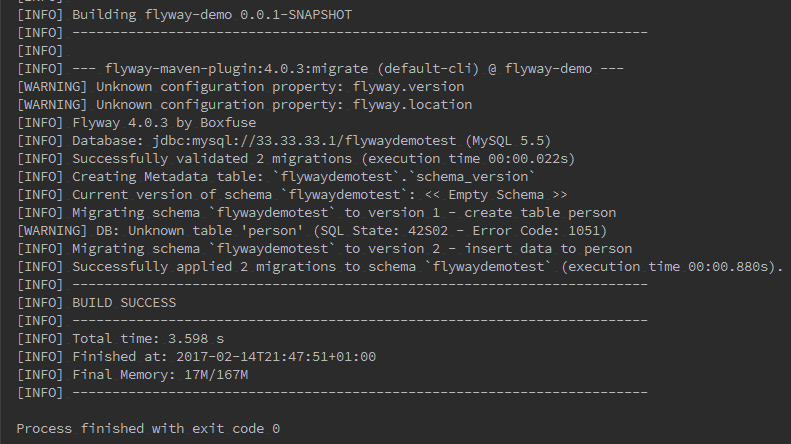 [INFO] Building flyway-demo 0.0.1-SNAPSHOT
[INFO] ------------------------------------------------------------------------
[INFO]
[INFO] --- flyway-maven-plugin:4.0.3:migrate (default-cli) @ flyway-demo ---
[WARNING] Unknown configuration property: flyway.version
[WARNING] Unknown configuration property: flyway.location
[INFO] Flyway 4.0.3 by Boxfuse
[INFO] Database: jdbc:mysql://33.33.33.1/flywaydemotest (MySQL 5.5)
[INFO] Successfully validated 2 migrations (execution time 00:00.022s)
[INFO] Creating Metadata table: `flywaydemotest`.`schema_version`
[INFO] Current version of schema `flywaydemotest`: << Empty Schema >>
[INFO] Migrating schema `flywaydemotest` to version 1 - create table person
[WARNING] DB: Unknown table 'person' (SQL State: 42S02 - Error Code: 1051)
[INFO] Migrating schema `flywaydemotest` to version 2 - insert data to person
[INFO] Successfully applied 2 migrations to schema `flywaydemotest` (execution time 00:00.880s).
[INFO] ------------------------------------------------------------------------
[INFO] BUILD SUCCESS
[INFO] ------------------------------------------------------------------------
[INFO] Total time: 3.598 s
[INFO] Finished at: 2017-02-14T21:47:51+01:00
[INFO] Final Memory: 17M/167M
[INFO] ------------------------------------------------------------------------
Process finished with exit code 0